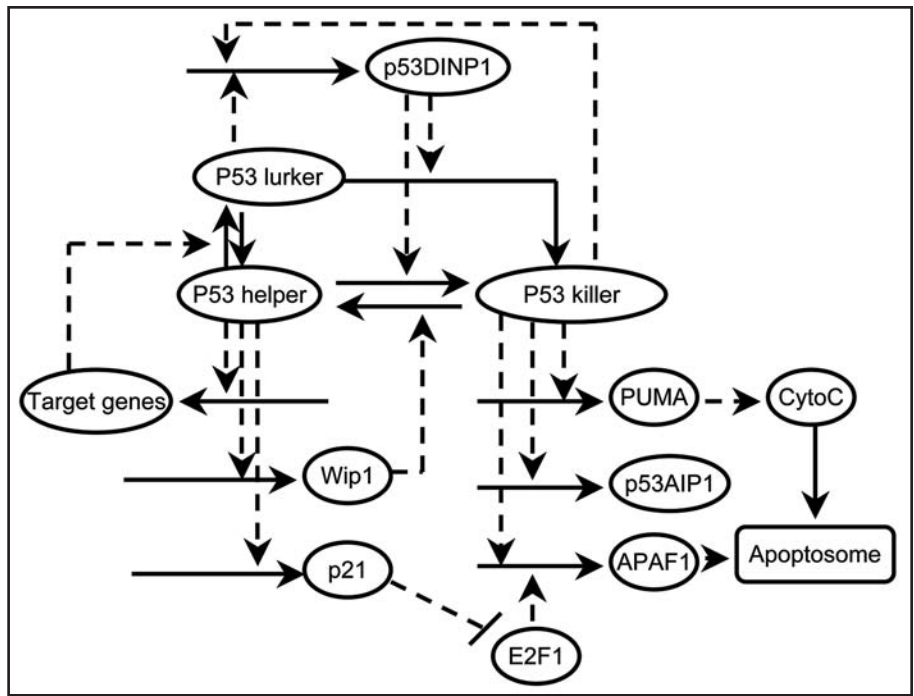 p53DINP1
P53 lurker
P53 helper
P53 killer
Target genes
PUMA
CytoC
Wip1
p53AIP1
p21
APAF1
Apoptosome
E2F1